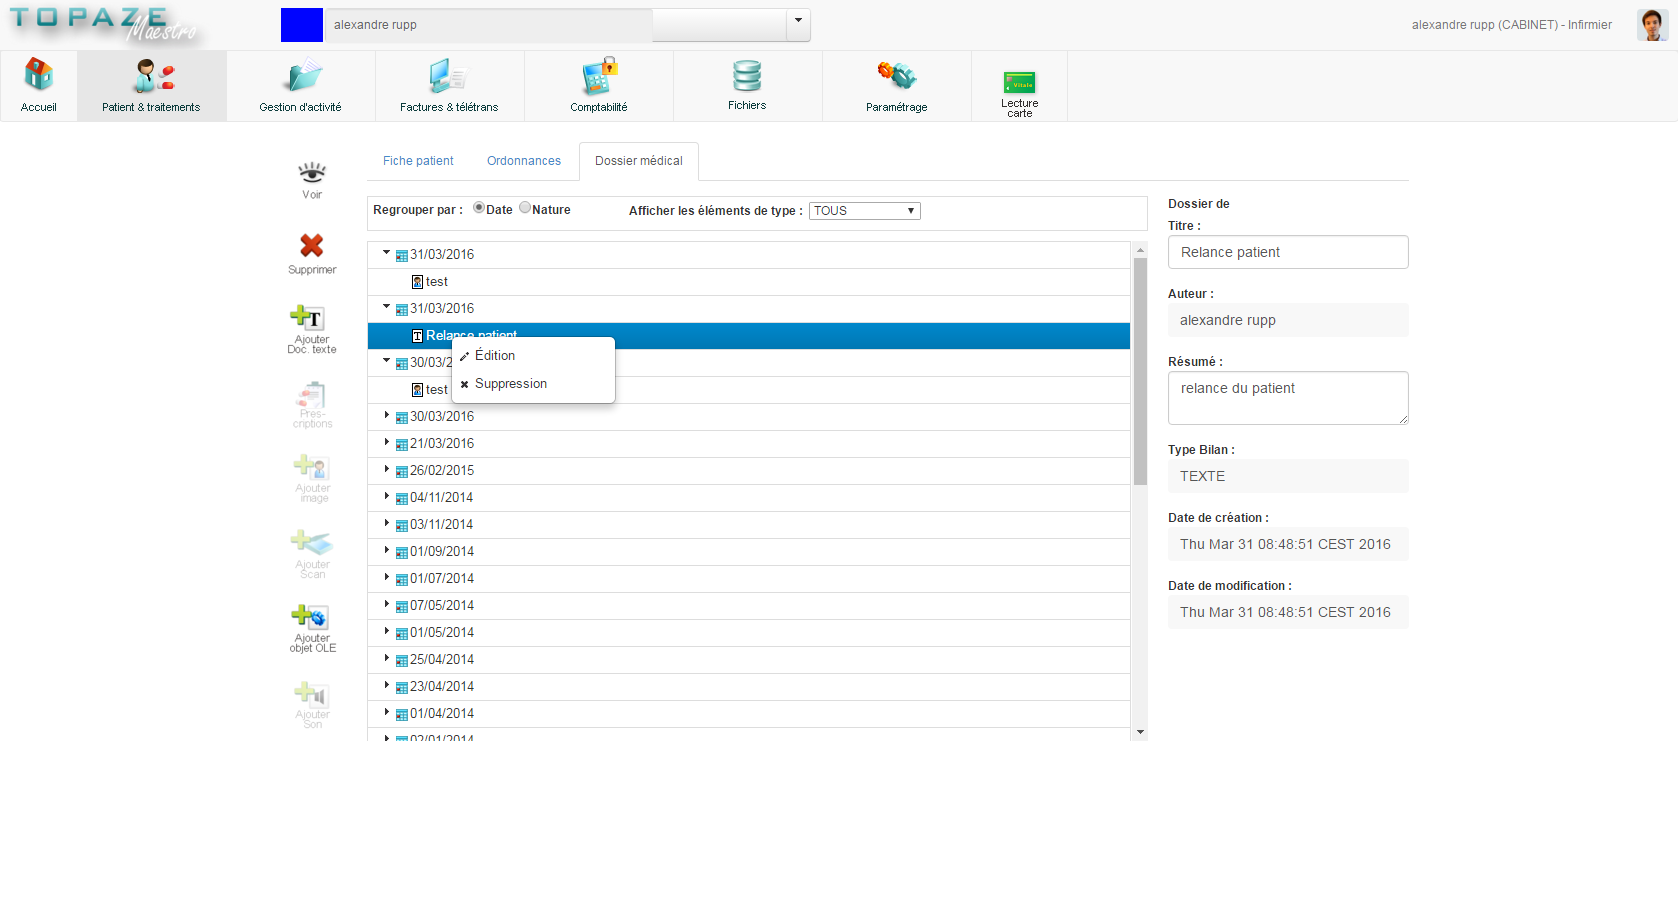 TOPAZE
Maestro
alexandre rupp
alexandre rupp (CABINET) - Infirmier
Accueil
Patient & traitements
Gestion d'activité
Factures & télétrans
Comptabilité
Fichiers
Paramétrage
Vitale
Lecture
carte
Fiche patient
Ordonnances
Dossier médical
Voir
Supprimer
Ajouter
Doc. texte
Pres-
criptions
Ajouter
image
Ajouter
Scan
Ajouter
objet OLE
Ajouter
Son
Regrouper par : Date Nature
Afficher les éléments de type : TOUS
31/03/2016
test
31/03/2016
T Relance patient
Édition
Suppression
30/03/2
test
30/03/2016
21/03/2016
26/02/2015
04/11/2014
03/11/2014
01/09/2014
01/07/2014
07/05/2014
01/05/2014
25/04/2014
23/04/2014
01/04/2014
02/01/2014
Dossier de
Titre :
Relance patient
Auteur :
alexandre rupp
Résumé :
relance du patient
Type Bilan :
TEXTE
Date de création :
Thu Mar 31 08:48:51 CEST 2016
Date de modification :
Thu Mar 31 08:48:51 CEST 2016